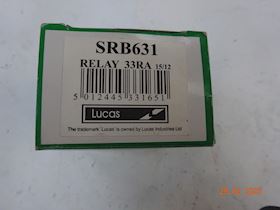 SRB631
RELAY 33RA 15/12
5 012445 331651
Lucas
The trademark 'Lucas' is owned by Lucas Industries Ltd